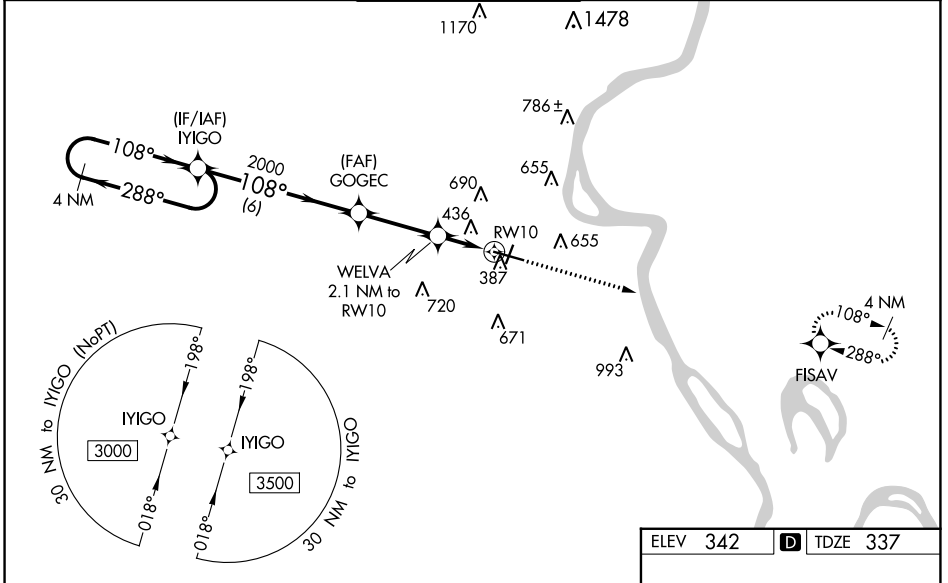 1170
1478
786±
(IF/IAF)
IYIGO
108°
288°
4 NM
2000
108°
(6)
(FAF)
GOGEC
690
655
436
RW10
655
387
WELVA
2.1 NM to
RW10
720
671
993
4 NM
108°
288°
FISAV
30 NM to IYIGO (NoPT)
198°
IYIGO
3000
018°
198°
IYIGO
3500
018°
30 NM to IYIGO
ELEV 342 D TDZE 337